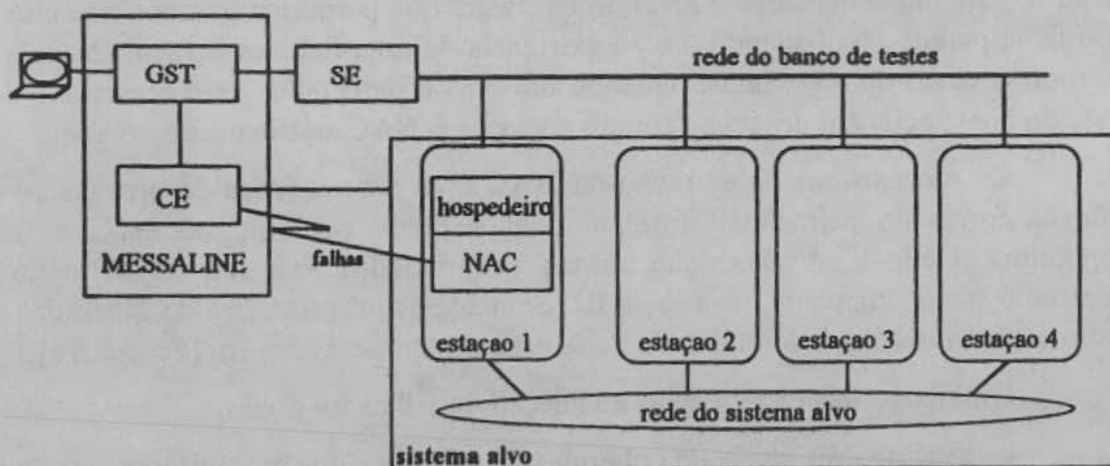 GST
SE
rede do banco de testes
CE
MESSALINE
falhas
hospedeiro
NAC
estaçao 1
estaçao 2
estaçao 3
estaçao 4
rede do sistema alvo
sistema alvo